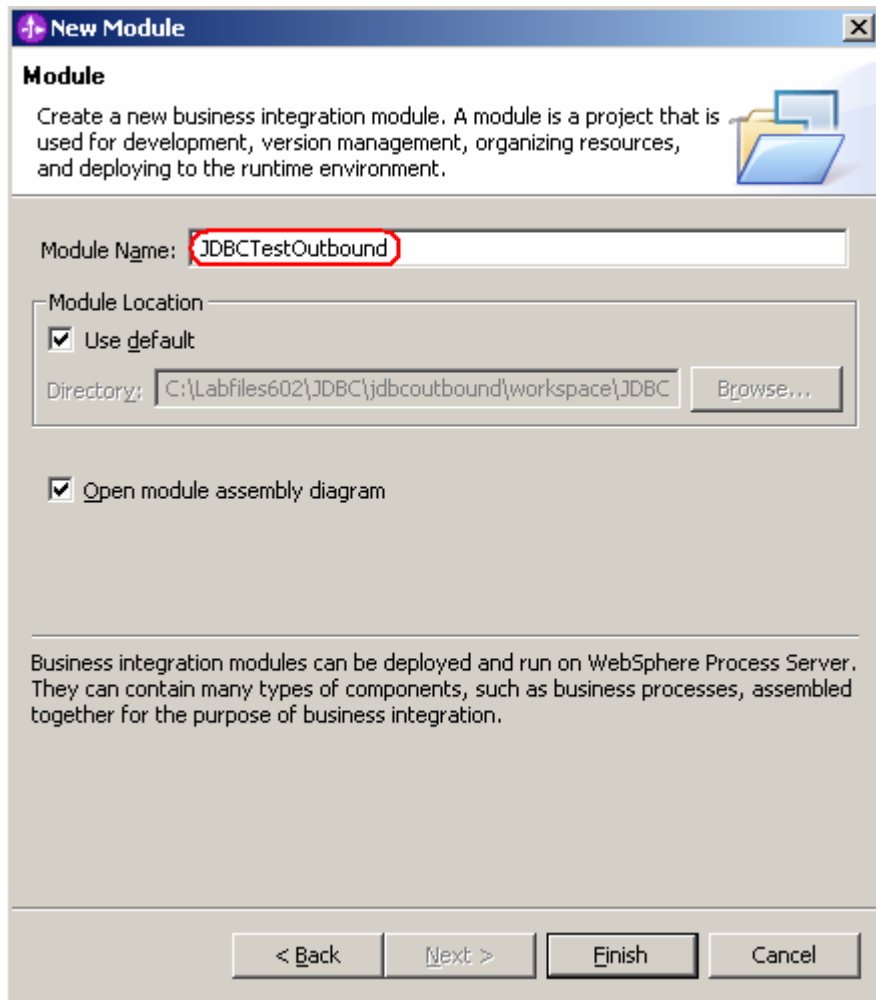 New Module
Module
Create a new business integration module. A module is a project that is
used for development, version management, organizing resources,
and deploying to the runtime environment.
Module Name: JDBCTestOutbound
Module Location
Use default
Directory: C:\Labfiles602\JDBC\jdbcoutbound\workspace\JDBC Browse...
Open module assembly diagram
Business integration modules can be deployed and run on WebSphere Process Server.
They can contain many types of components, such as business processes, assembled
together for the purpose of business integration.
< Back Next > Finish Cancel